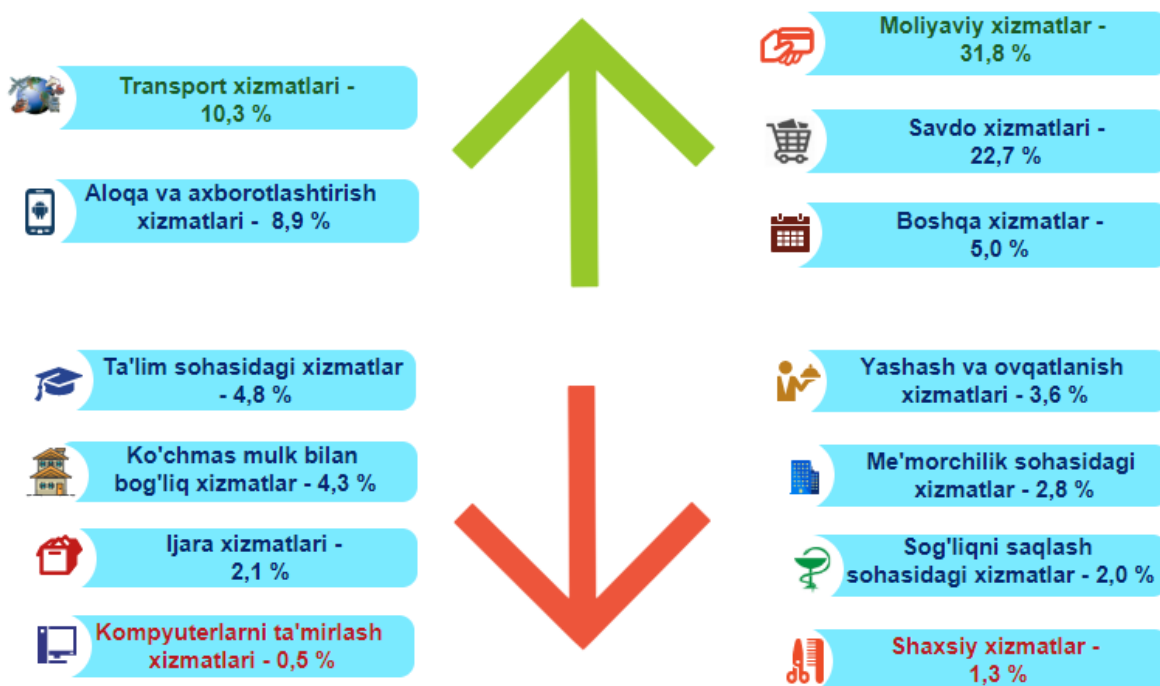 Moliyaviy xizmatlar -
31,8 %
Transport xizmatlari -
10,3 %
Savdo xizmatlari -
22,7 %
Aloqa va axborotlashtirish
xizmatlari - 8,9 %
Boshqa xizmatlar -
5,0 %
Ta'lim sohasidagi xizmatlar
- 4,8 %
Yashash va ovqatlanish
xizmatlari - 3,6 %
Ko'chmas mulk bilan
bog'liq xizmatlar - 4,3 %
Me'morchilik sohasidagi
xizmatlar - 2,8 %
Ijara xizmatlari -
2,1 %
Sog'liqni saqlash
sohasidagi xizmatlar - 2,0 %
Kompyuterlarni ta'mirlash
xizmatlari - 0,5 %
Shaxsiy xizmatlar -
1,3 %